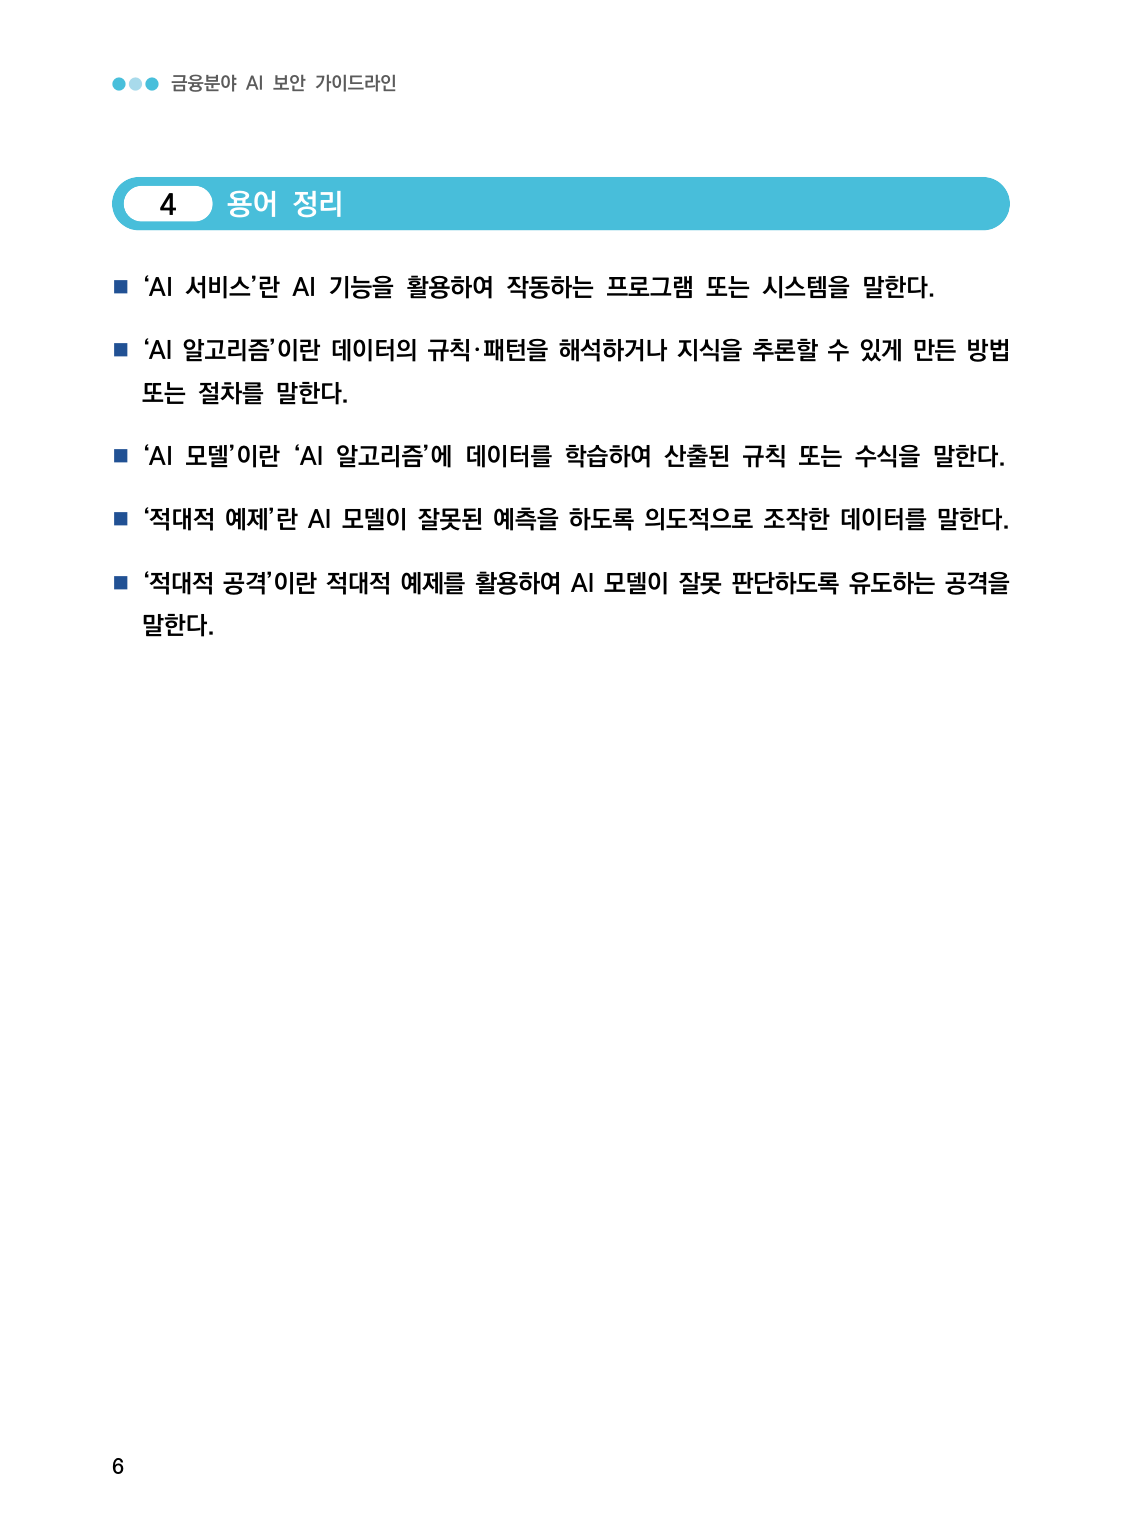 금융분야 AI 보안 가이드라인
4 용어 정리
■ ‘AI 서비스’란 AI 기능을 활용하여 작동하는 프로그램 또는 시스템을 말한다.
■ ‘AI 알고리즘’이란 데이터의 규칙·패턴을 해석하거나 지식을 추론할 수 있게 만든 방법
또는 절차를 말한다.
■ ‘AI 모델’이란 ‘AI 알고리즘’에 데이터를 학습하여 산출된 규칙 또는 수식을 말한다.
■ ‘적대적 예제’란 AI 모델이 잘못된 예측을 하도록 의도적으로 조작한 데이터를 말한다.
■ ‘적대적 공격’이란 적대적 예제를 활용하여 AI 모델이 잘못 판단하도록 유도하는 공격을
말한다.
6